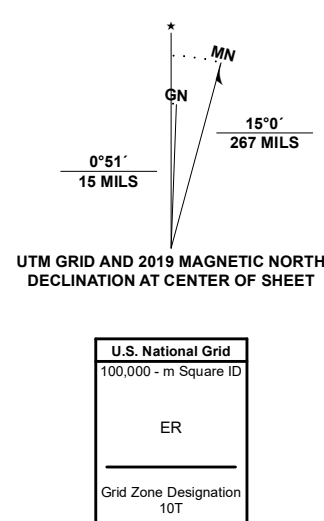 ★
MN
GN
15°0´
267 MILS
0°51´
15 MILS
UTM GRID AND 2019 MAGNETIC NORTH
DECLINATION AT CENTER OF SHEET
U.S. National Grid
100,000 - m Square ID
ER
Grid Zone Designation
10T